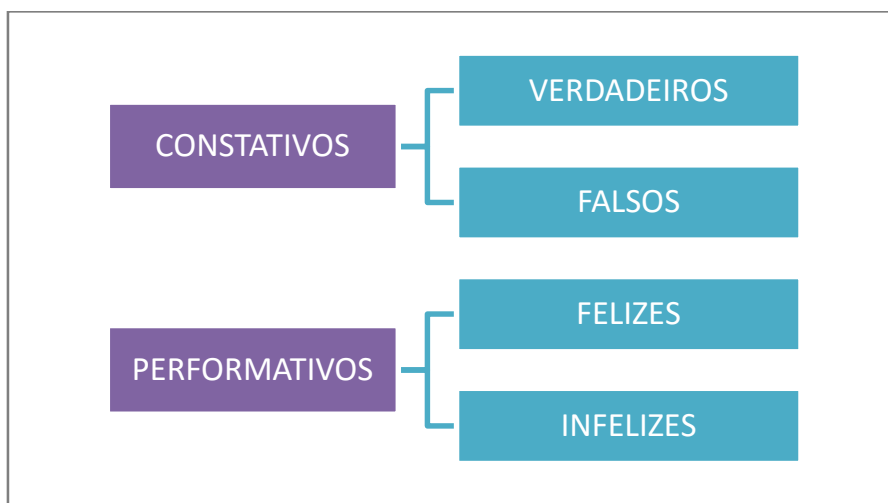 CONSTATIVOS
VERDADEIROS
FALSOS
PERFORMATIVOS
FELIZES
INFELIZES